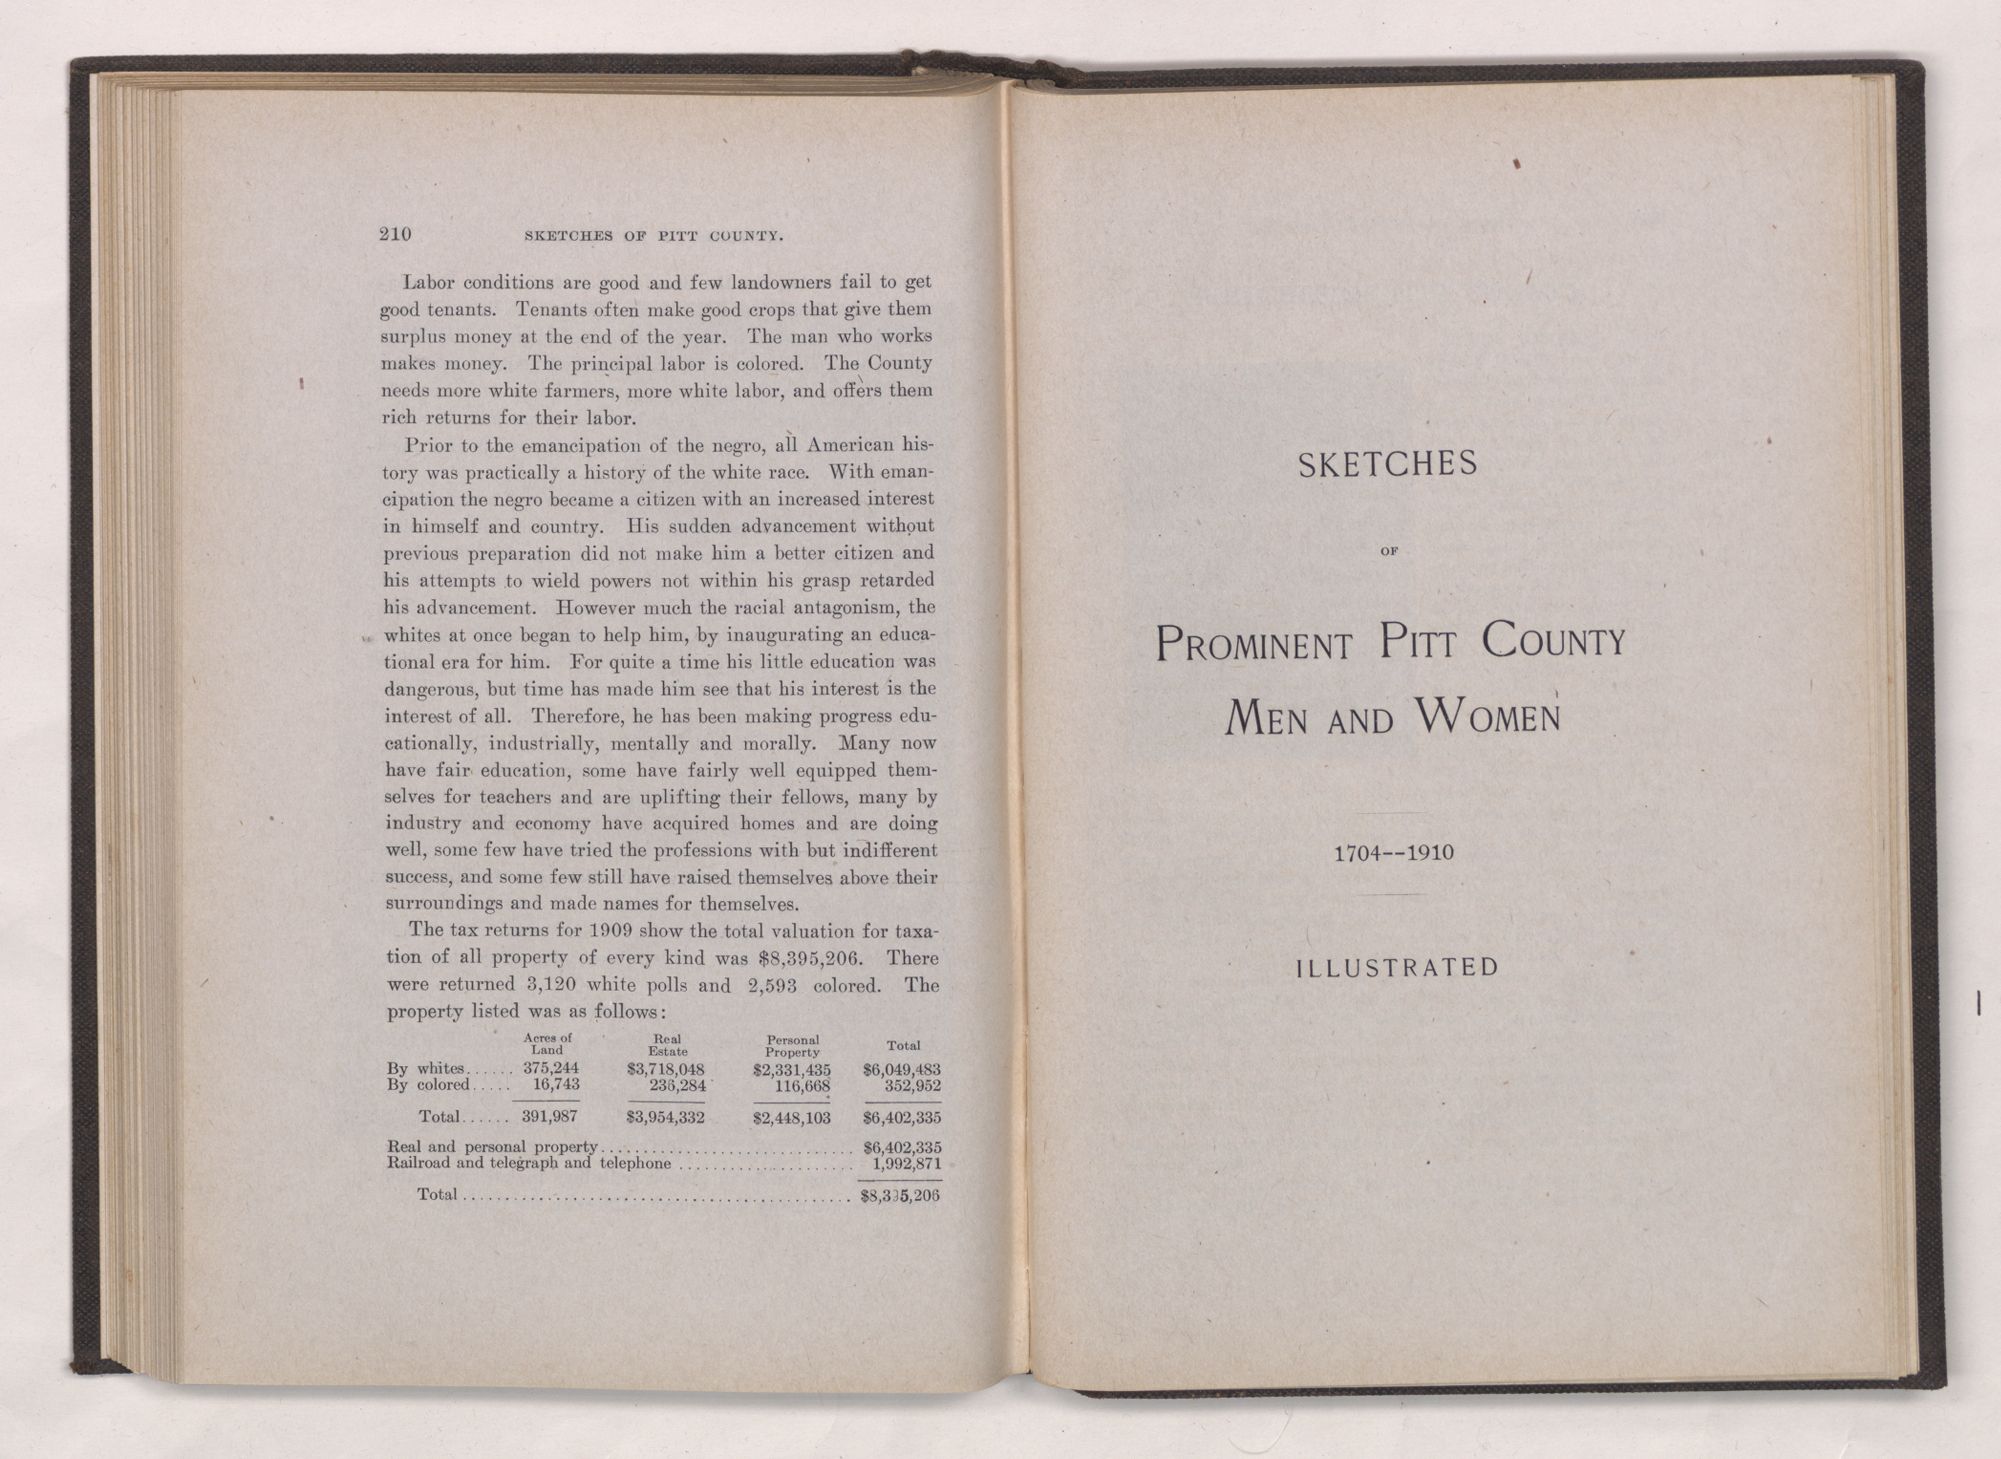 210 SKETCHES OF PITT COUNTY.
Labor conditions are good and few landowners fail to get
good tenants. Tenants often make good crops that give them
surplus money at the end of the year. The man who works
makes money. The principal labor is colored. The County
needs more white farmers, more white labor, and offers them
rich returns for their labor.
Prior to the emancipation of the negro, all American his-
tory was practically a history of the white race. With eman-
cipation the negro became a citizen with an increased interest
in himself and country. His sudden advancement without
previous preparation did not make him a better citizen and
his attempts to wield powers not within his grasp retarded
his advancement. However much the racial antagonism, the
whites at once began to help him, by inaugurating an educa-
tional era for him. For quite a time his little education was
dangerous, but time has made him see that his interest is the
interest of all. Therefore, he has been making progress edu-
cationally, industrially, mentally and morally. Many now
have fair education, some have fairly well equipped them-
selves for teachers and are uplifting their fellows, many by
industry and economy have acquired homes and are doing
well, some few have tried the professions with but indifferent
success, and some few still have raised themselves above their
surroundings and made names for themselves.
The tax returns for 1909 show the total valuation for taxa-
tion of all property of every kind was $8,395,206. There
were returned 3,120 white polls and 2,593 colored. The
property listed was as follows:
Acres of Real Personal
Land Estate Property Total
By whites...... 375,244 $3,718,048 $2,331,435 $6,049,483
By colored..... 16,743 236,284 116,668 352,952
Total...... 391,987 $3,954,332 $2,448,103 $6,402,335
Real and personal property.............................. $6,402,335
Railroad and telegraph and telephone ..................... 1,992,871
Total.............................................. $8,395,206
SKETCHES
OF
PROMINENT PITT COUNTY
MEN AND WOMEN
1704--1910
ILLUSTRATED